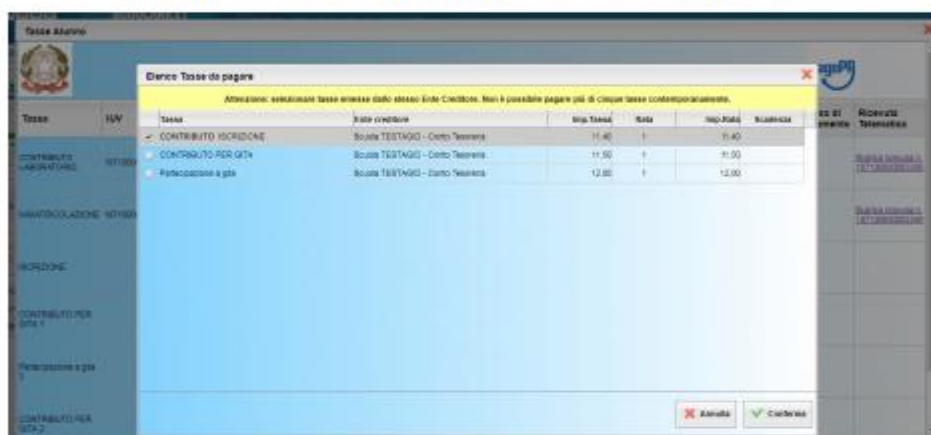 Tasse Alunno
pagoPA
Elenco Tasse da pagare
Attenzione: selezionare tasse emesse dallo stesso Ente Creditore. Non è possibile pagare più di cinque tasse contemporaneamente.
Tassa Ente creditore Imp.Tassa Rata Imp.Rata Scadenza
CONTRIBUTO ISCRIZIONE Scuola TESTAGID - Conto Tesoreria 11,40 1 11,40
CONTRIBUTO PER GITA Scuola TESTAGID - Conto Tesoreria 11,50 1 11,50
Partecipazione a gita Scuola TESTAGID - Conto Tesoreria 12,00 1 12,00
Tassa IUV Ricevuta Telematica
CONTRIBUTO LABORATORIO
IMMATRICOLAZIONE
ISCRIZIONE
CONTRIBUTO PER GITA 1
Partecipazione a gita
CONTRIBUTO PER GITA 2
Annulla Conferma